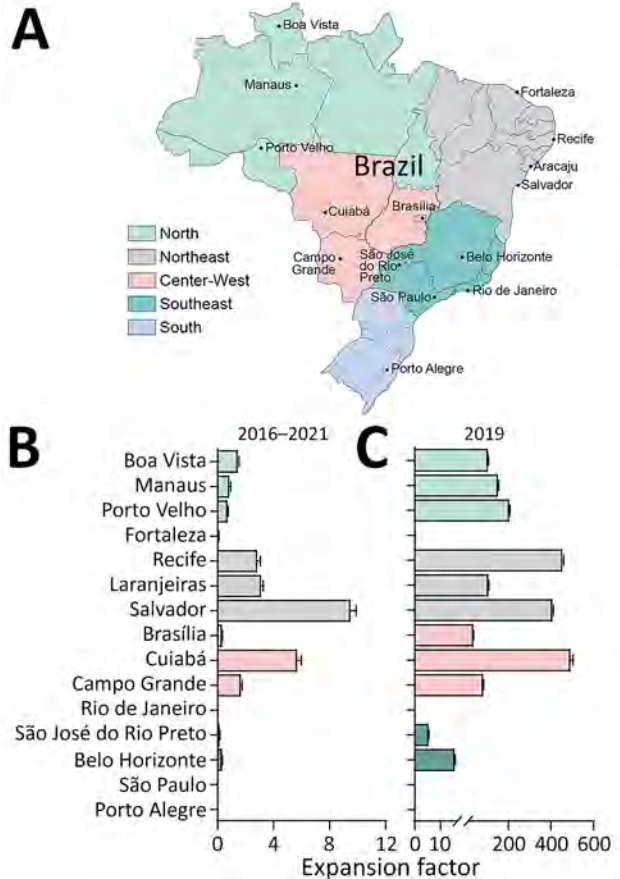 A
Boa Vista
Manaus
Fortaleza
Porto Velho
Recife
Brazil
Aracaju
Salvador
Brasília
Cuiabá
North
Northeast
Center-West
Southeast
South
Campo
Grande
São José
do Rio
Preto
Belo Horizonte
São Paulo
Rio de Janeiro
Porto Alegre
B
2016–2021
C
2019
Boa Vista
Manaus
Porto Velho
Fortaleza
Recife
Laranjeiras
Salvador
Brasília
Cuiabá
Campo Grande
Rio de Janeiro
São José do Rio Preto
Belo Horizonte
São Paulo
Porto Alegre
0 4 8 12
0 10 200 400 600
Expansion factor